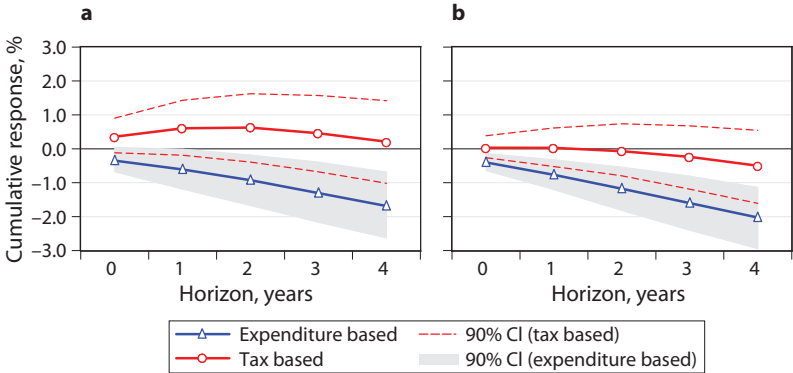 a
b
Cumulative response, %
3.0
2.0
1.0
0.0
−1.0
−2.0
−3.0
0 1 2 3 4
0 1 2 3 4
Horizon, years
Horizon, years
Expenditure based
90% CI (tax based)
Tax based
90% CI (expenditure based)